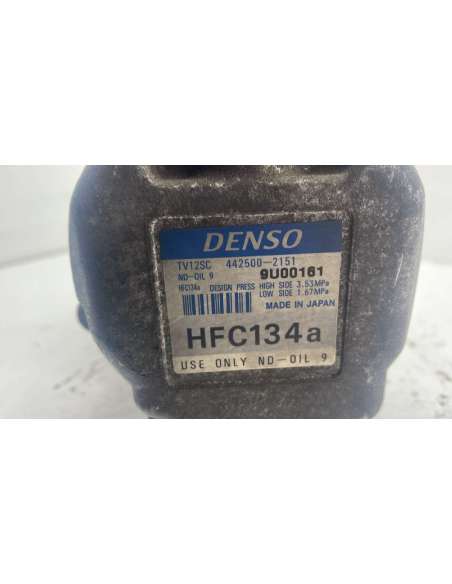 DENSO
TV12SC 442500-2151
ND-OIL 9 9U00161
HFC134a DESIGN PRESS HIGH SIDE 3.53MPa
LOW SIDE 1.67MPa
MADE IN JAPAN
HFC134a
USE ONLY ND-OIL 9